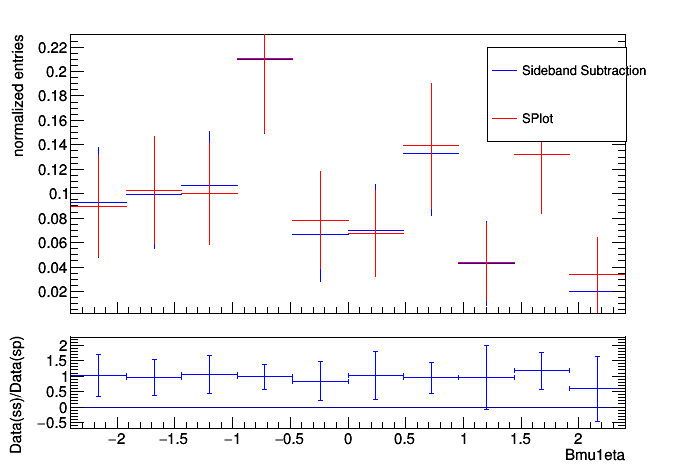 normalized entries
0.22
0.2
0.18
0.16
0.14
0.12
0.1
0.08
0.06
0.04
0.02
Sideband Subtraction
SPlot
Data(ss)/Data(sp)
2
1.5
1
0.5
0
−0.5
−2 −1.5 −1 −0.5 0 0.5 1 1.5 2
Bmu1eta